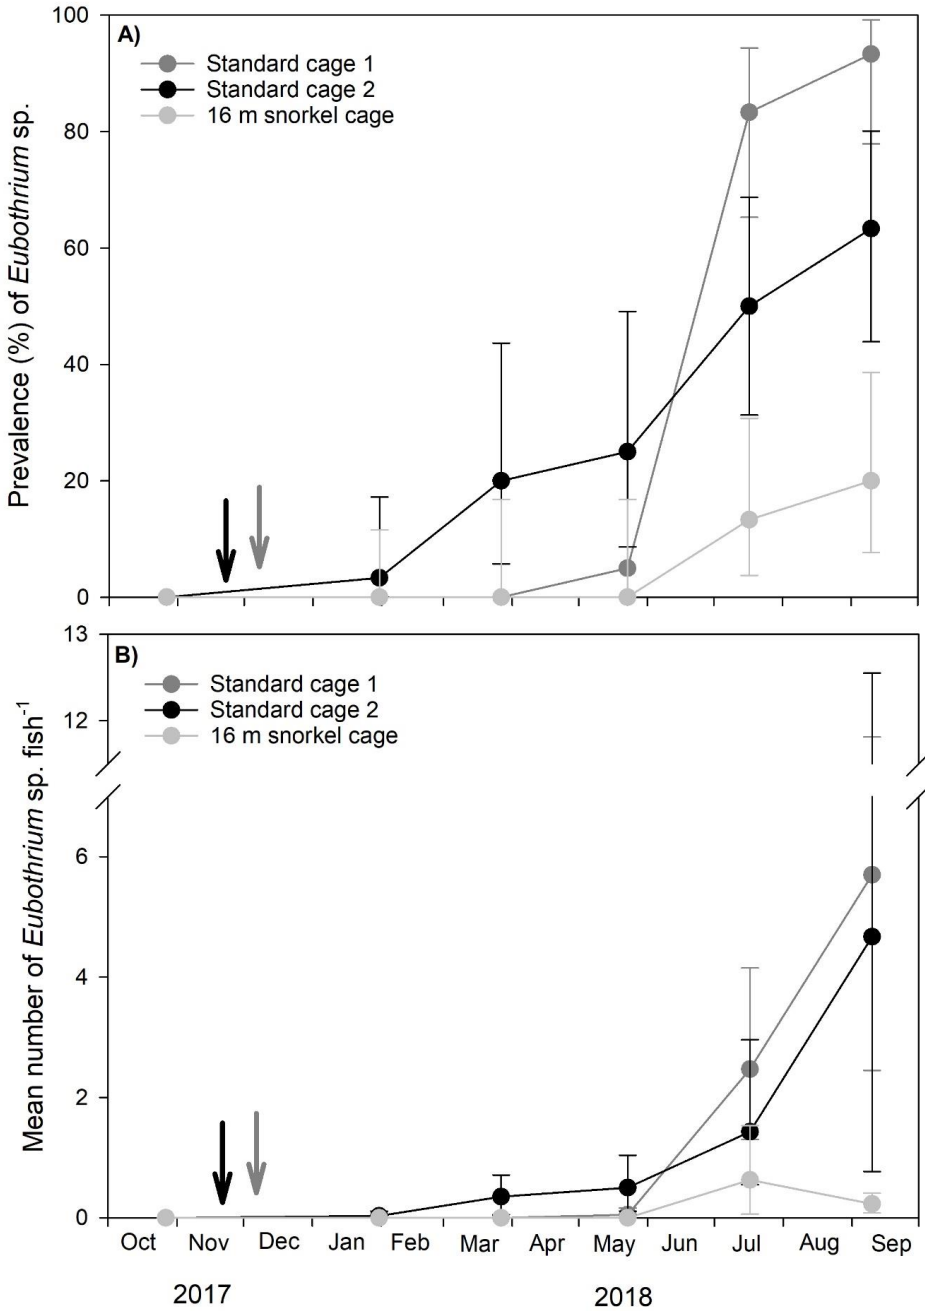 A)
Standard cage 1
Standard cage 2
16 m snorkel cage
Prevalence (%) of Eubothrium sp.
100
80
60
40
20
0
B)
Standard cage 1
Standard cage 2
16 m snorkel cage
Mean number of Eubothrium sp. fish⁻¹
13
12
6
4
2
0
Oct Nov Dec Jan Feb Mar Apr May Jun Jul Aug Sep
2017 2018